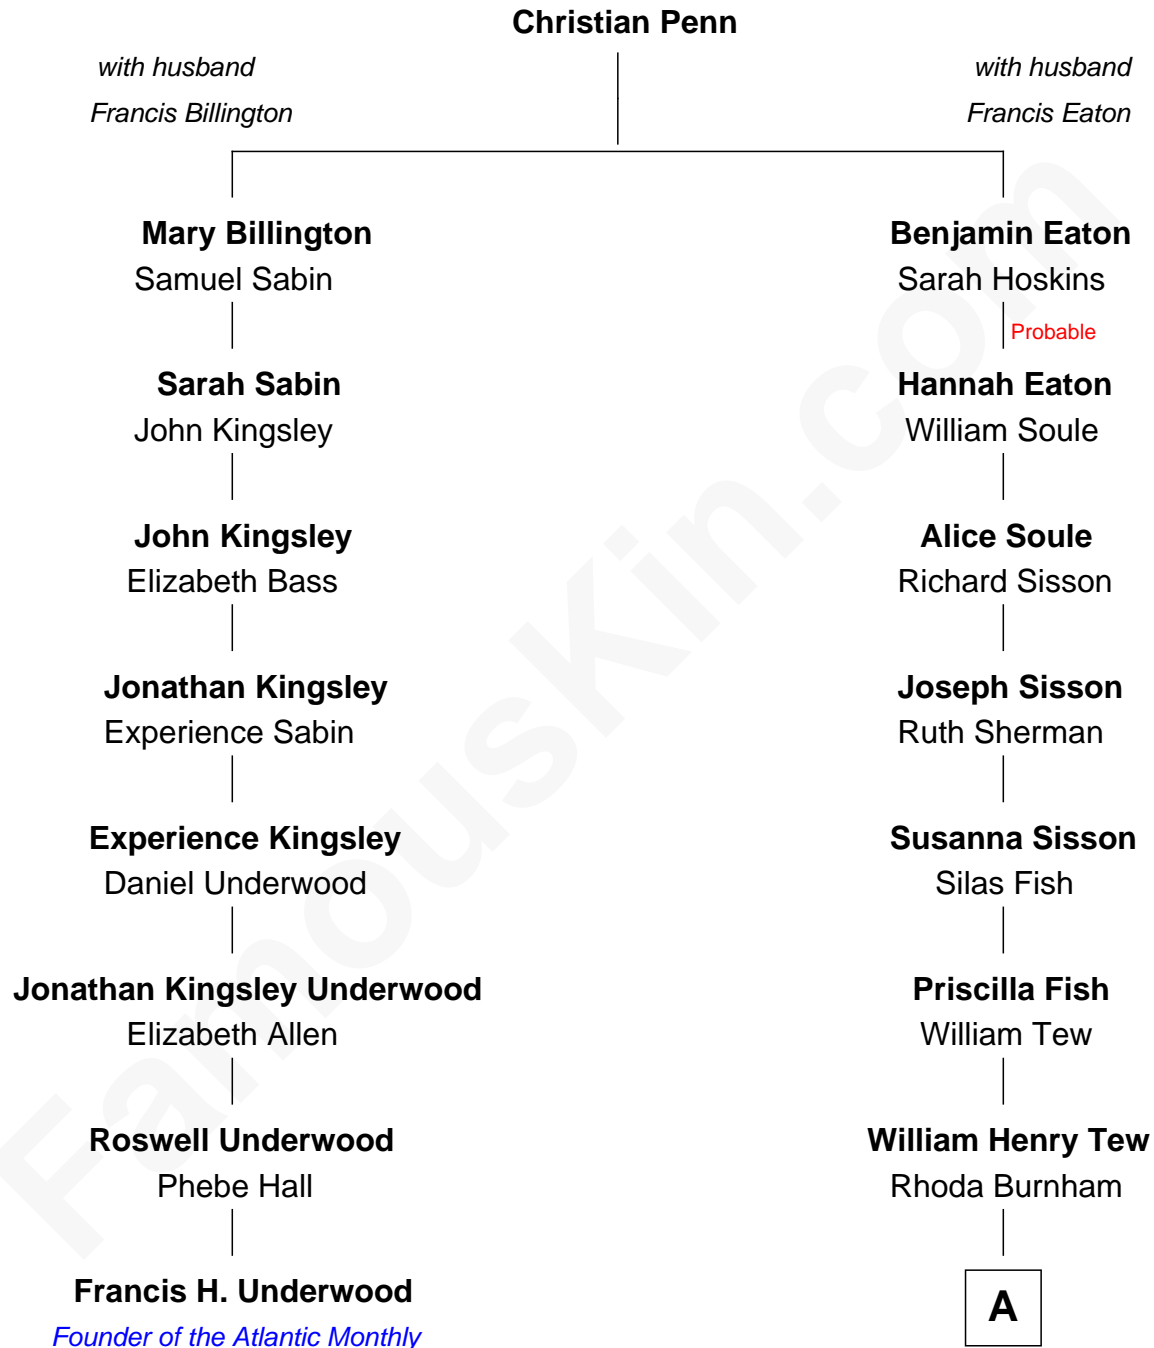 Christian Penn
with husband
Francis Billington
with husband
Francis Eaton
Mary Billington
Samuel Sabin
Benjamin Eaton
Sarah Hoskins
Probable
Sarah Sabin
John Kingsley
Hannah Eaton
William Soule
John Kingsley
Elizabeth Bass
Alice Soule
Richard Sisson
Jonathan Kingsley
Experience Sabin
Joseph Sisson
Ruth Sherman
Experience Kingsley
Daniel Underwood
Susanna Sisson
Silas Fish
Jonathan Kingsley Underwood
Elizabeth Allen
Priscilla Fish
William Tew
Roswell Underwood
Phebe Hall
William Henry Tew
Rhoda Burnham
Francis H. Underwood
Founder of the Atlantic Monthly
A
FamousKin.com